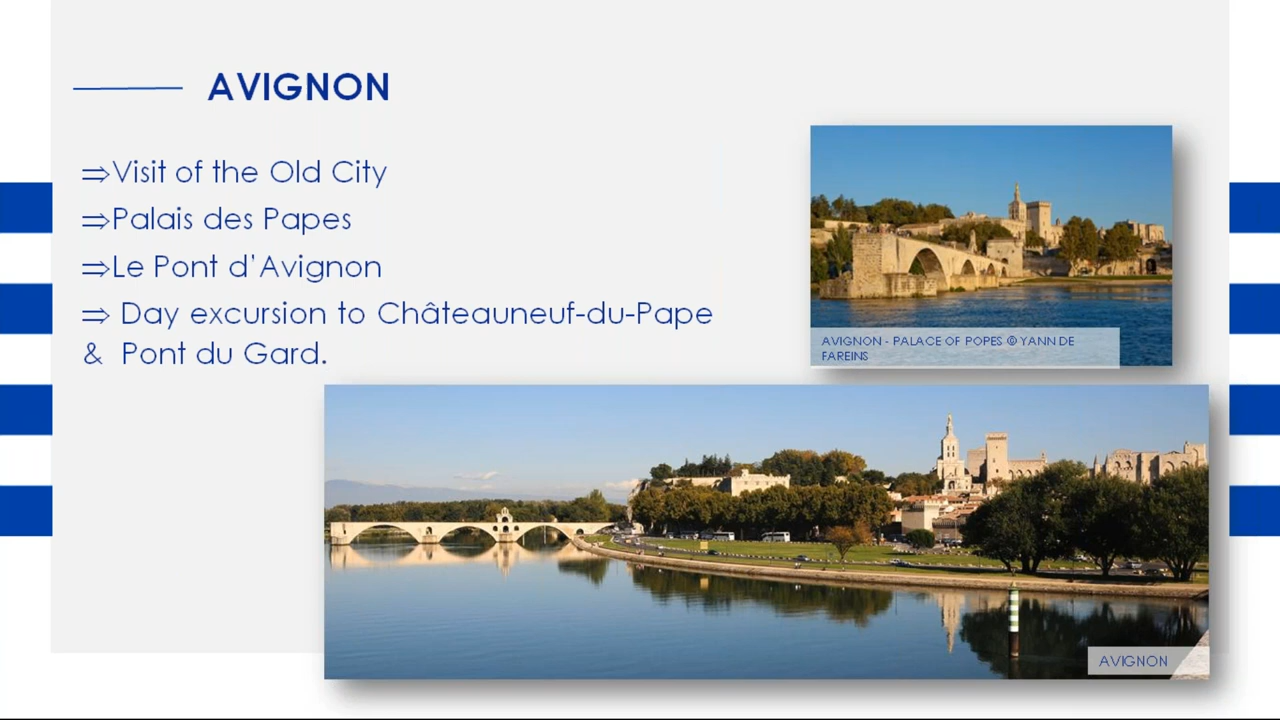 AVIGNON
⇒Visit of the Old City
⇒Palais des Papes
⇒Le Pont d'Avignon
⇒ Day excursion to Châteauneuf-du-Pape
& Pont du Gard.
AVIGNON - PALACE OF POPES © YANN DE
FAREINS
AVIGNON